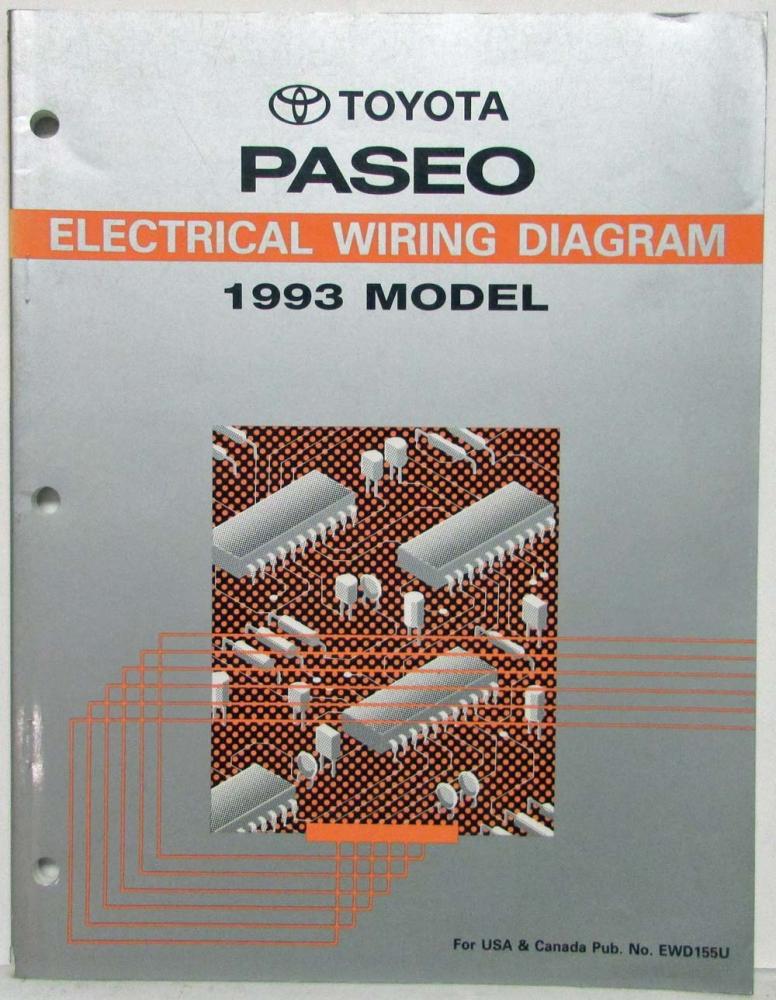 TOYOTA
PASEO
ELECTRICAL WIRING DIAGRAM
1993 MODEL
For USA & Canada Pub. No. EWD155U